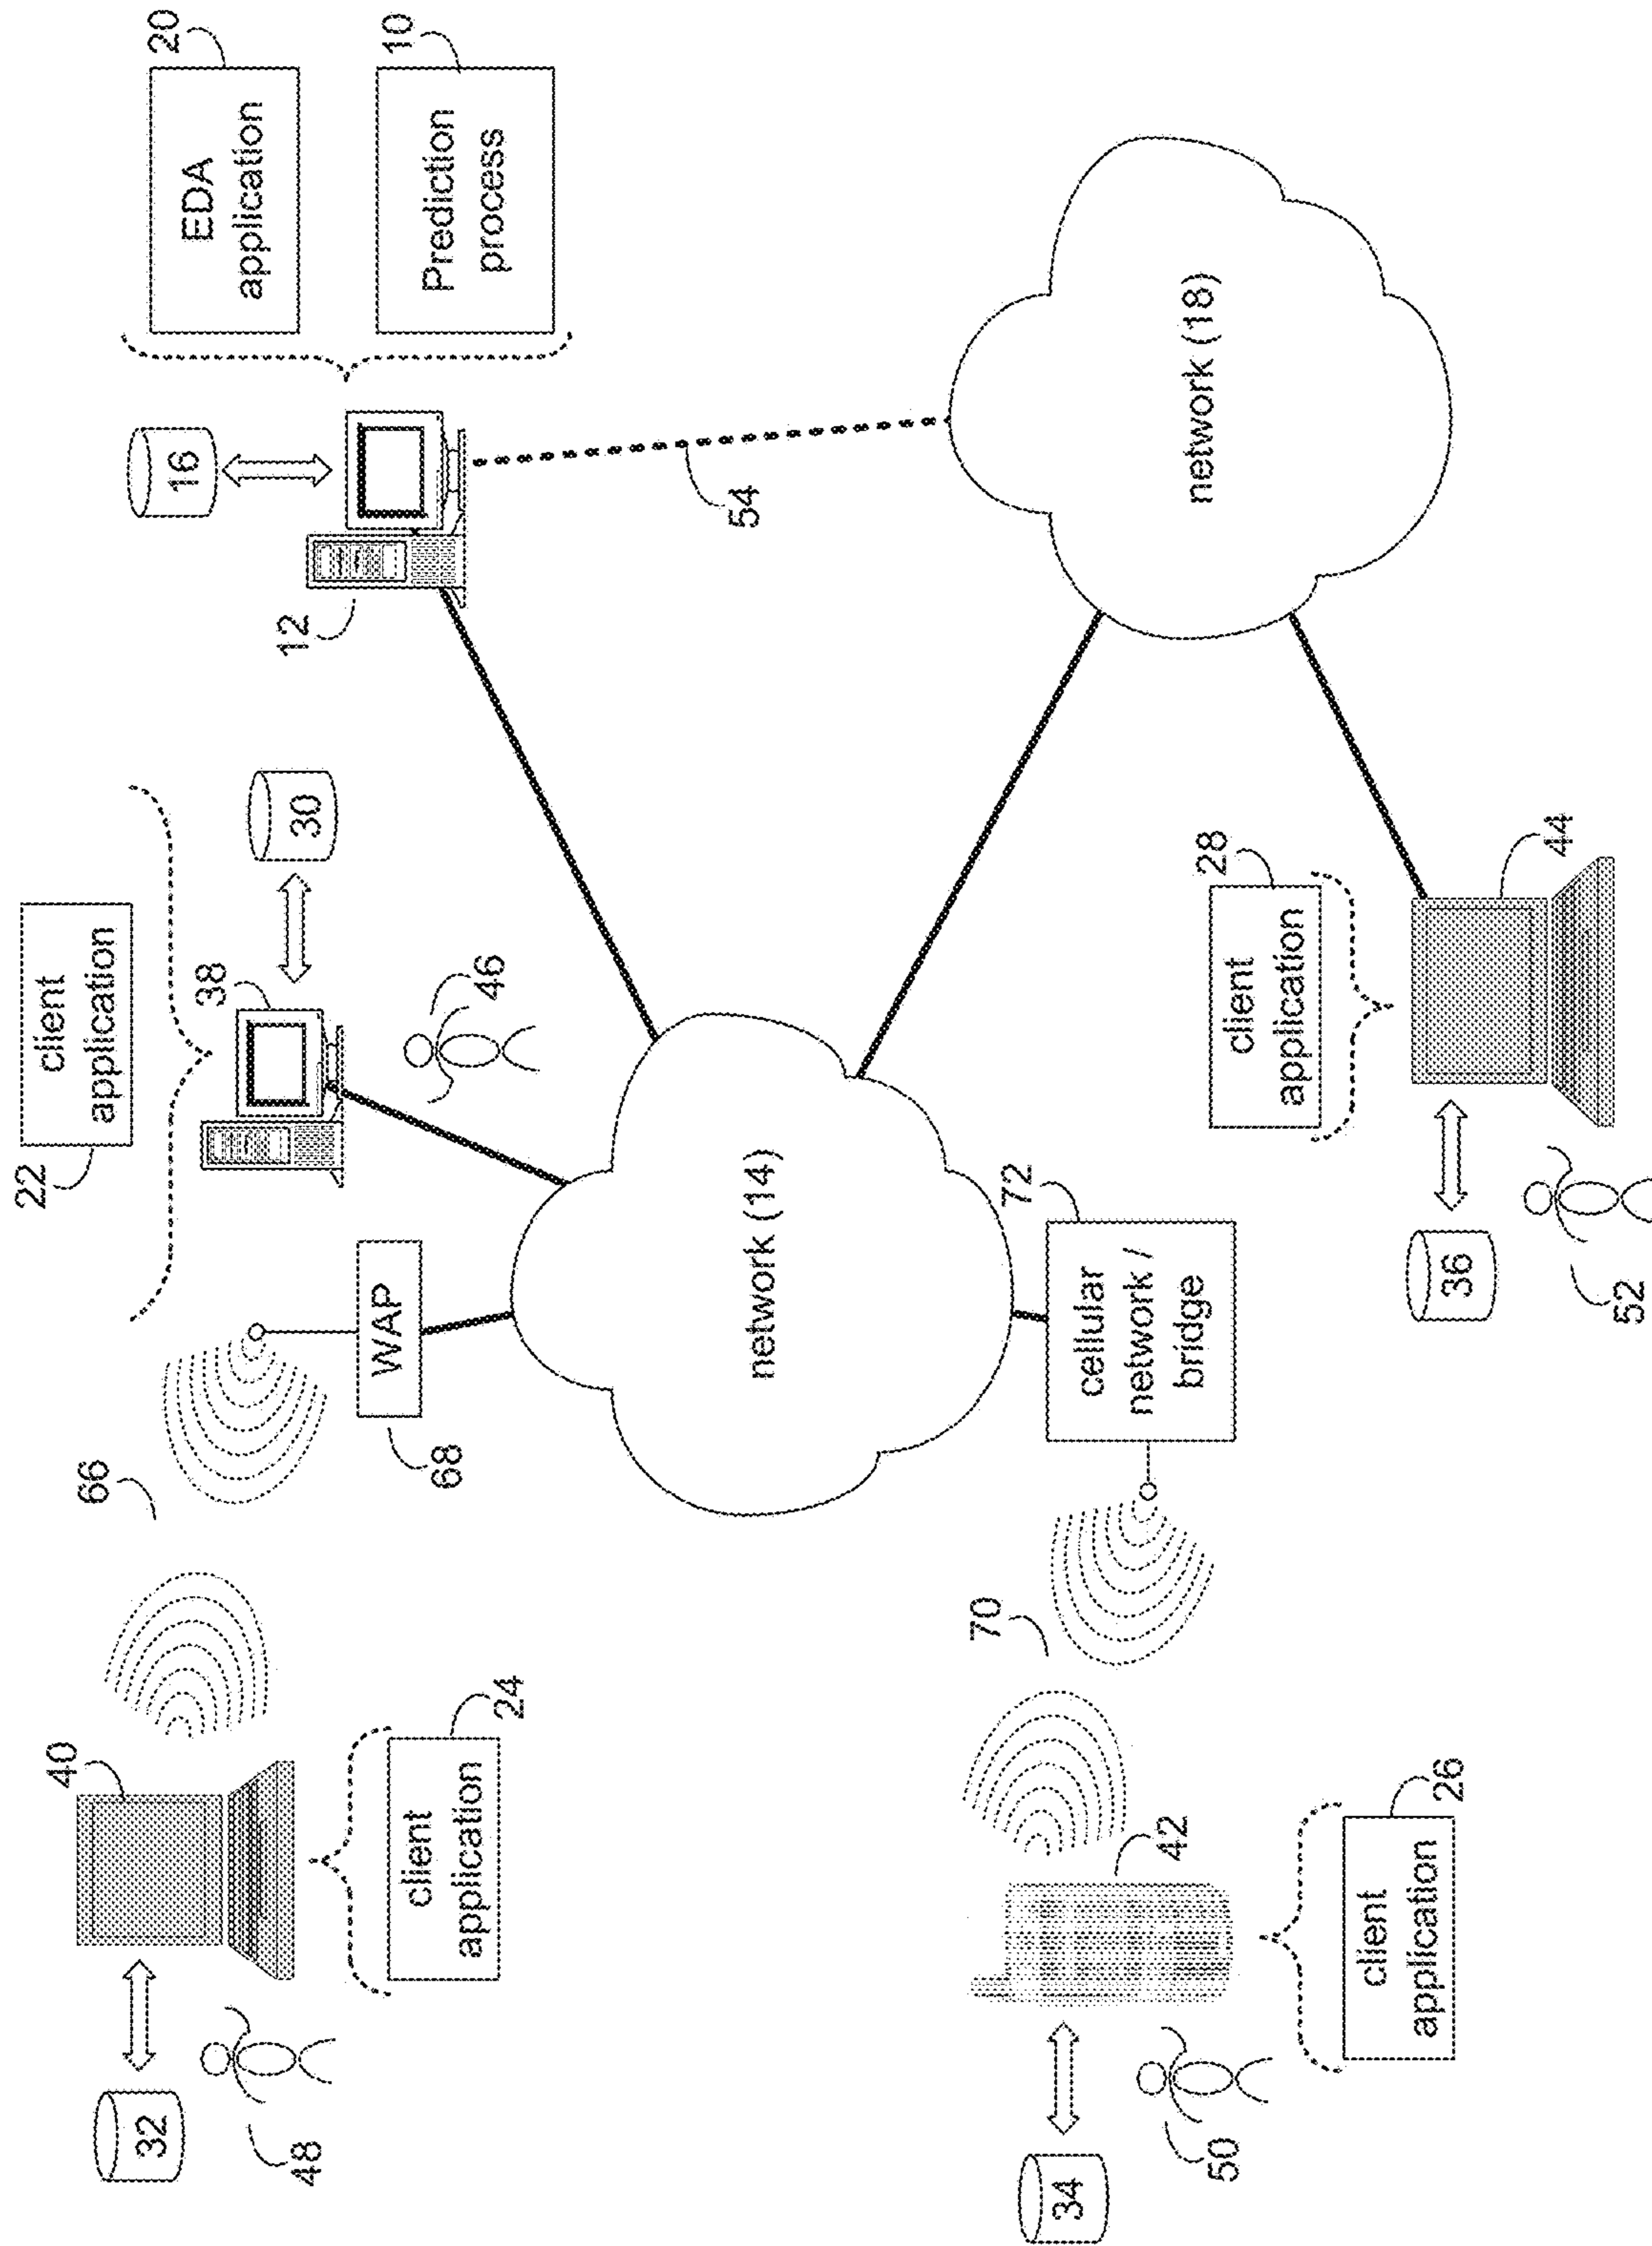 22
client
application
40
66
32
16
20
EDA
application
38
12
30
48
WAP
10
Prediction
process
24
client
application
68
46
54
network (14)
70
72
34
cellular
network /
bridge
42
50
network (18)
28
client
application
26
client
application
36
44
52